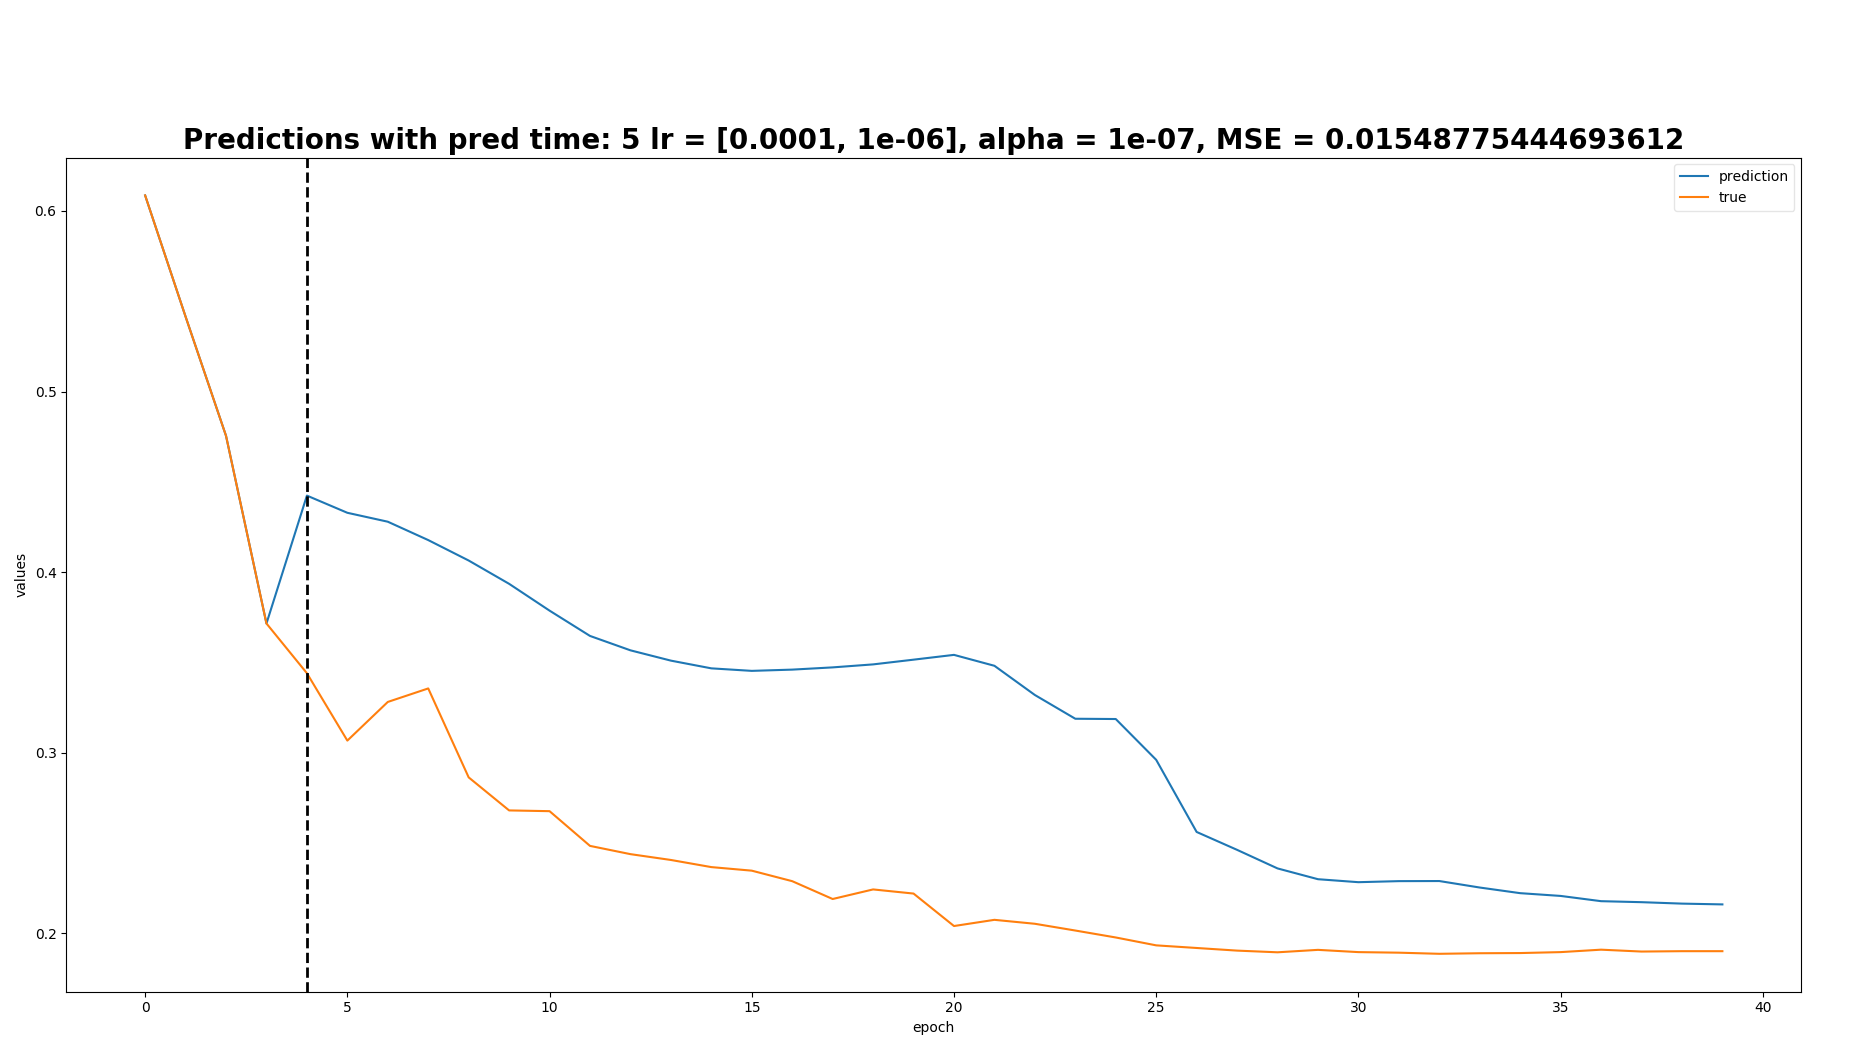 Predictions with pred time: 5 lr = [0.0001, 1e-06], alpha = 1e-07, MSE = 0.01548775444693612
prediction
true
0.6
0.5
0.4
0.3
0.2
values
0 5 10 15 20 25 30 35 40
epoch